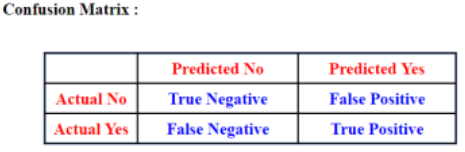 Confusion Matrix :
Predicted No Predicted Yes
Actual No True Negative False Positive
Actual Yes False Negative True Positive